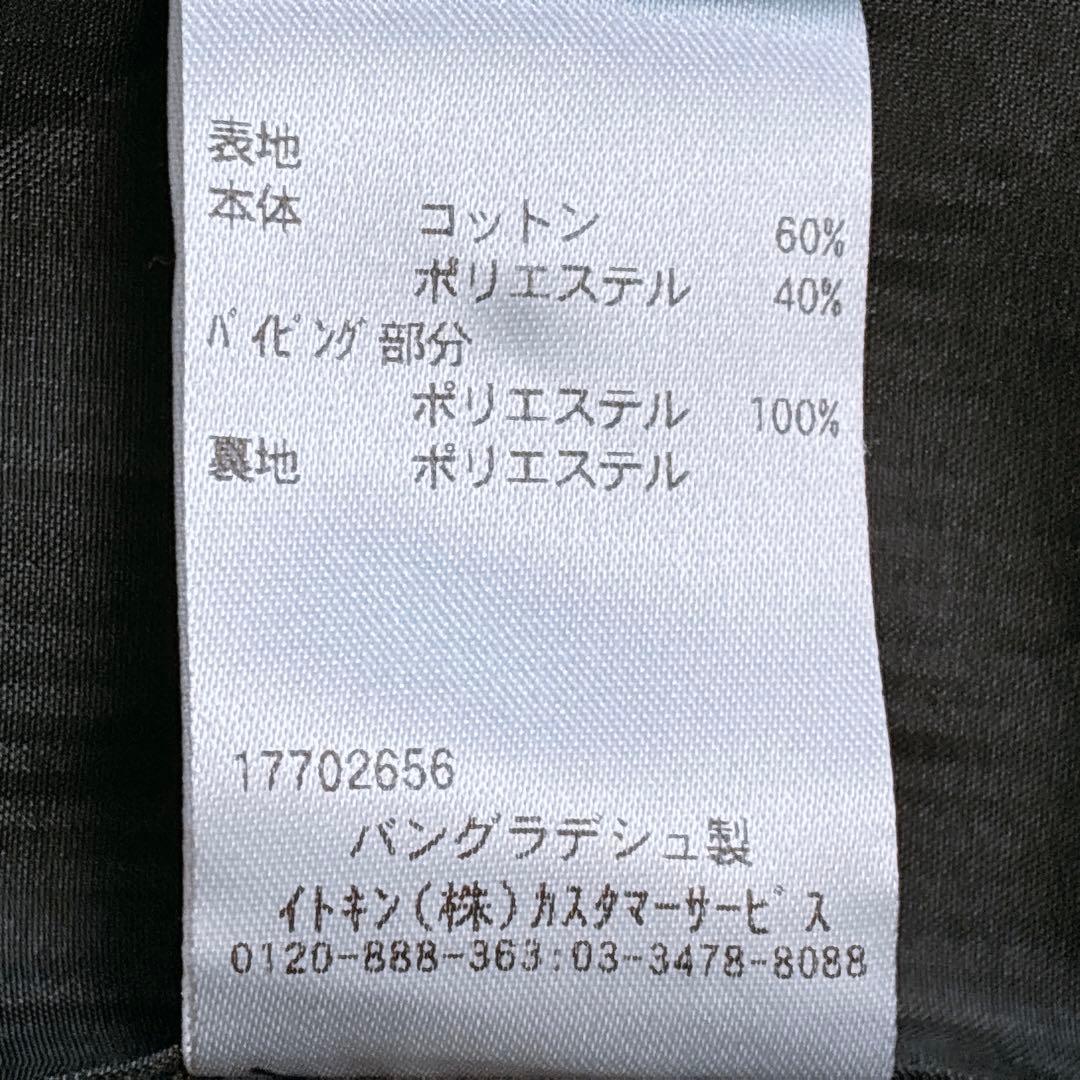 表地
本体 コットン 60%
ポリエステル 40%
ﾊﾟｲﾋﾟﾝｸﾞ部分
ポリエステル 100%
裏地 ポリエステル
17702656
バングラデシュ製
イトキン(株)カスタマーサービス
0120-888-363:03-3478-8088